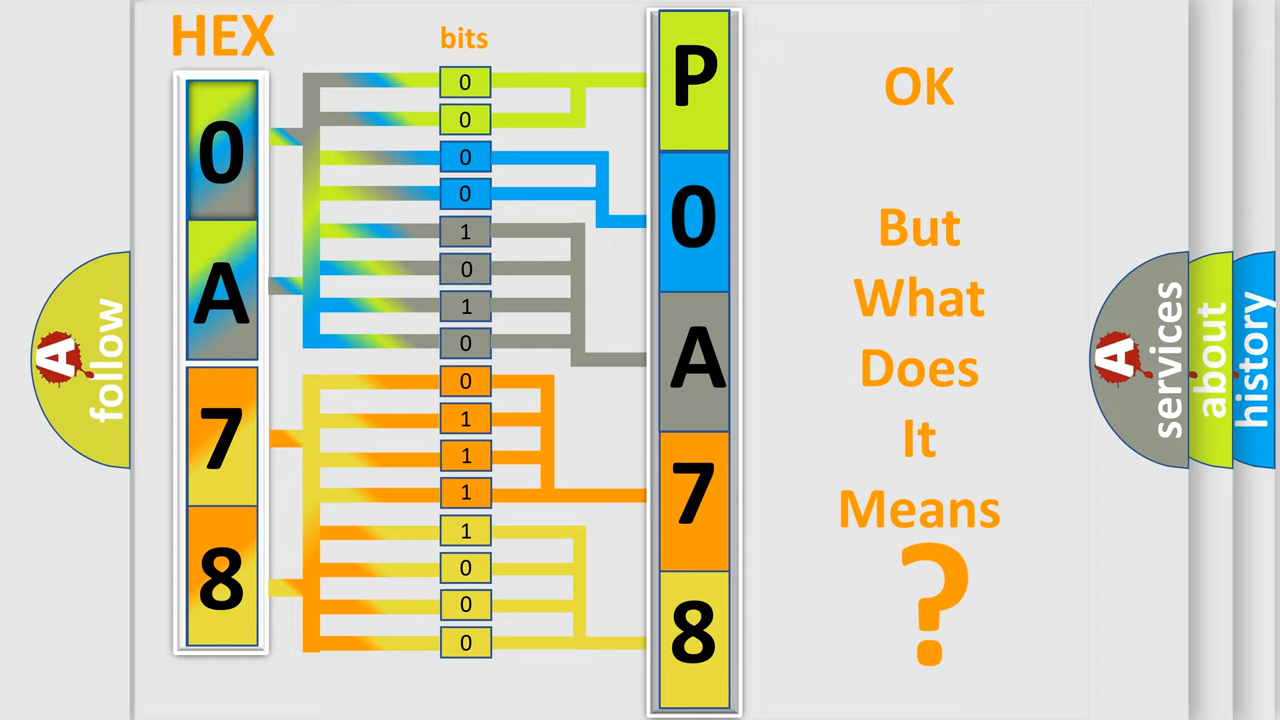 HEX
bits
0
A
7
8
0
0
0
0
1
0
1
0
0
1
1
1
1
0
0
0
P
0
A
7
8
OK
But
What
Does
It
Means
?
A
follow
A
services
about
history